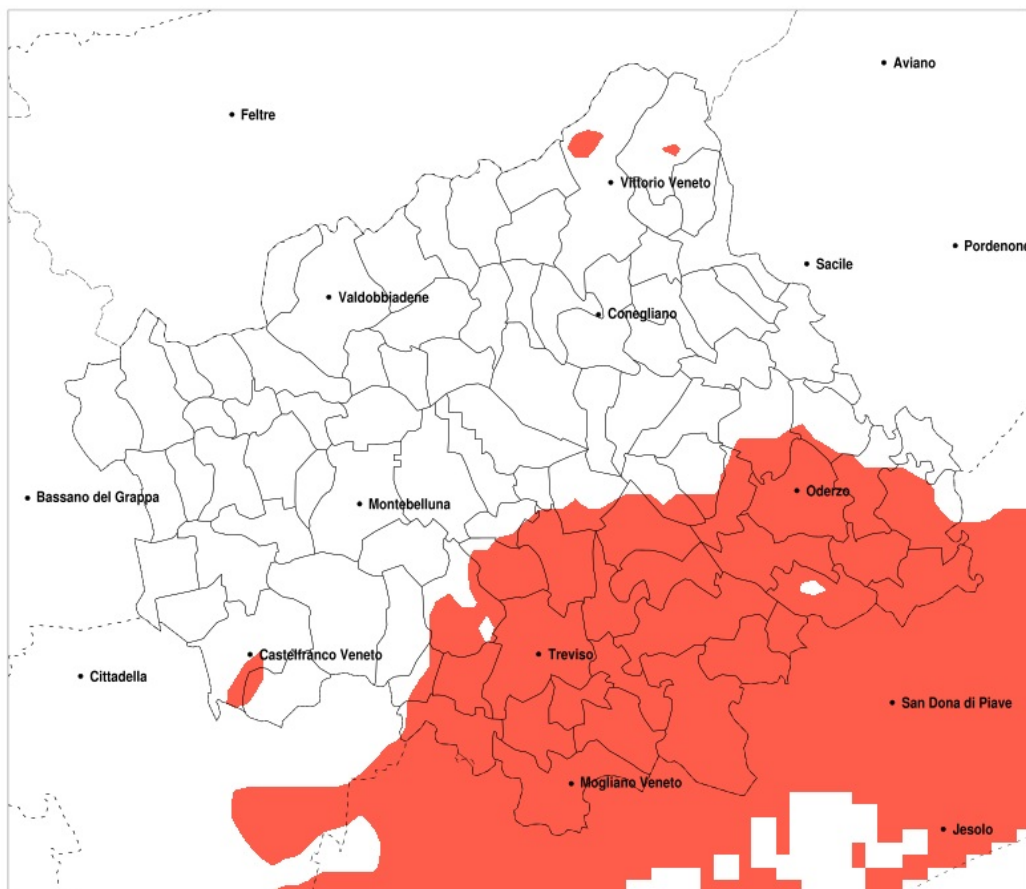 Aviano
Feltre
Vittorio Veneto
Pordenone
Sacile
Valdobbiadene
Conegliano
Oderzo
Bassano del Grappa
Montebelluna
Castelfranco Veneto
Treviso
Cittadella
San Dona di Piave
Mogliano Veneto
Jesolo